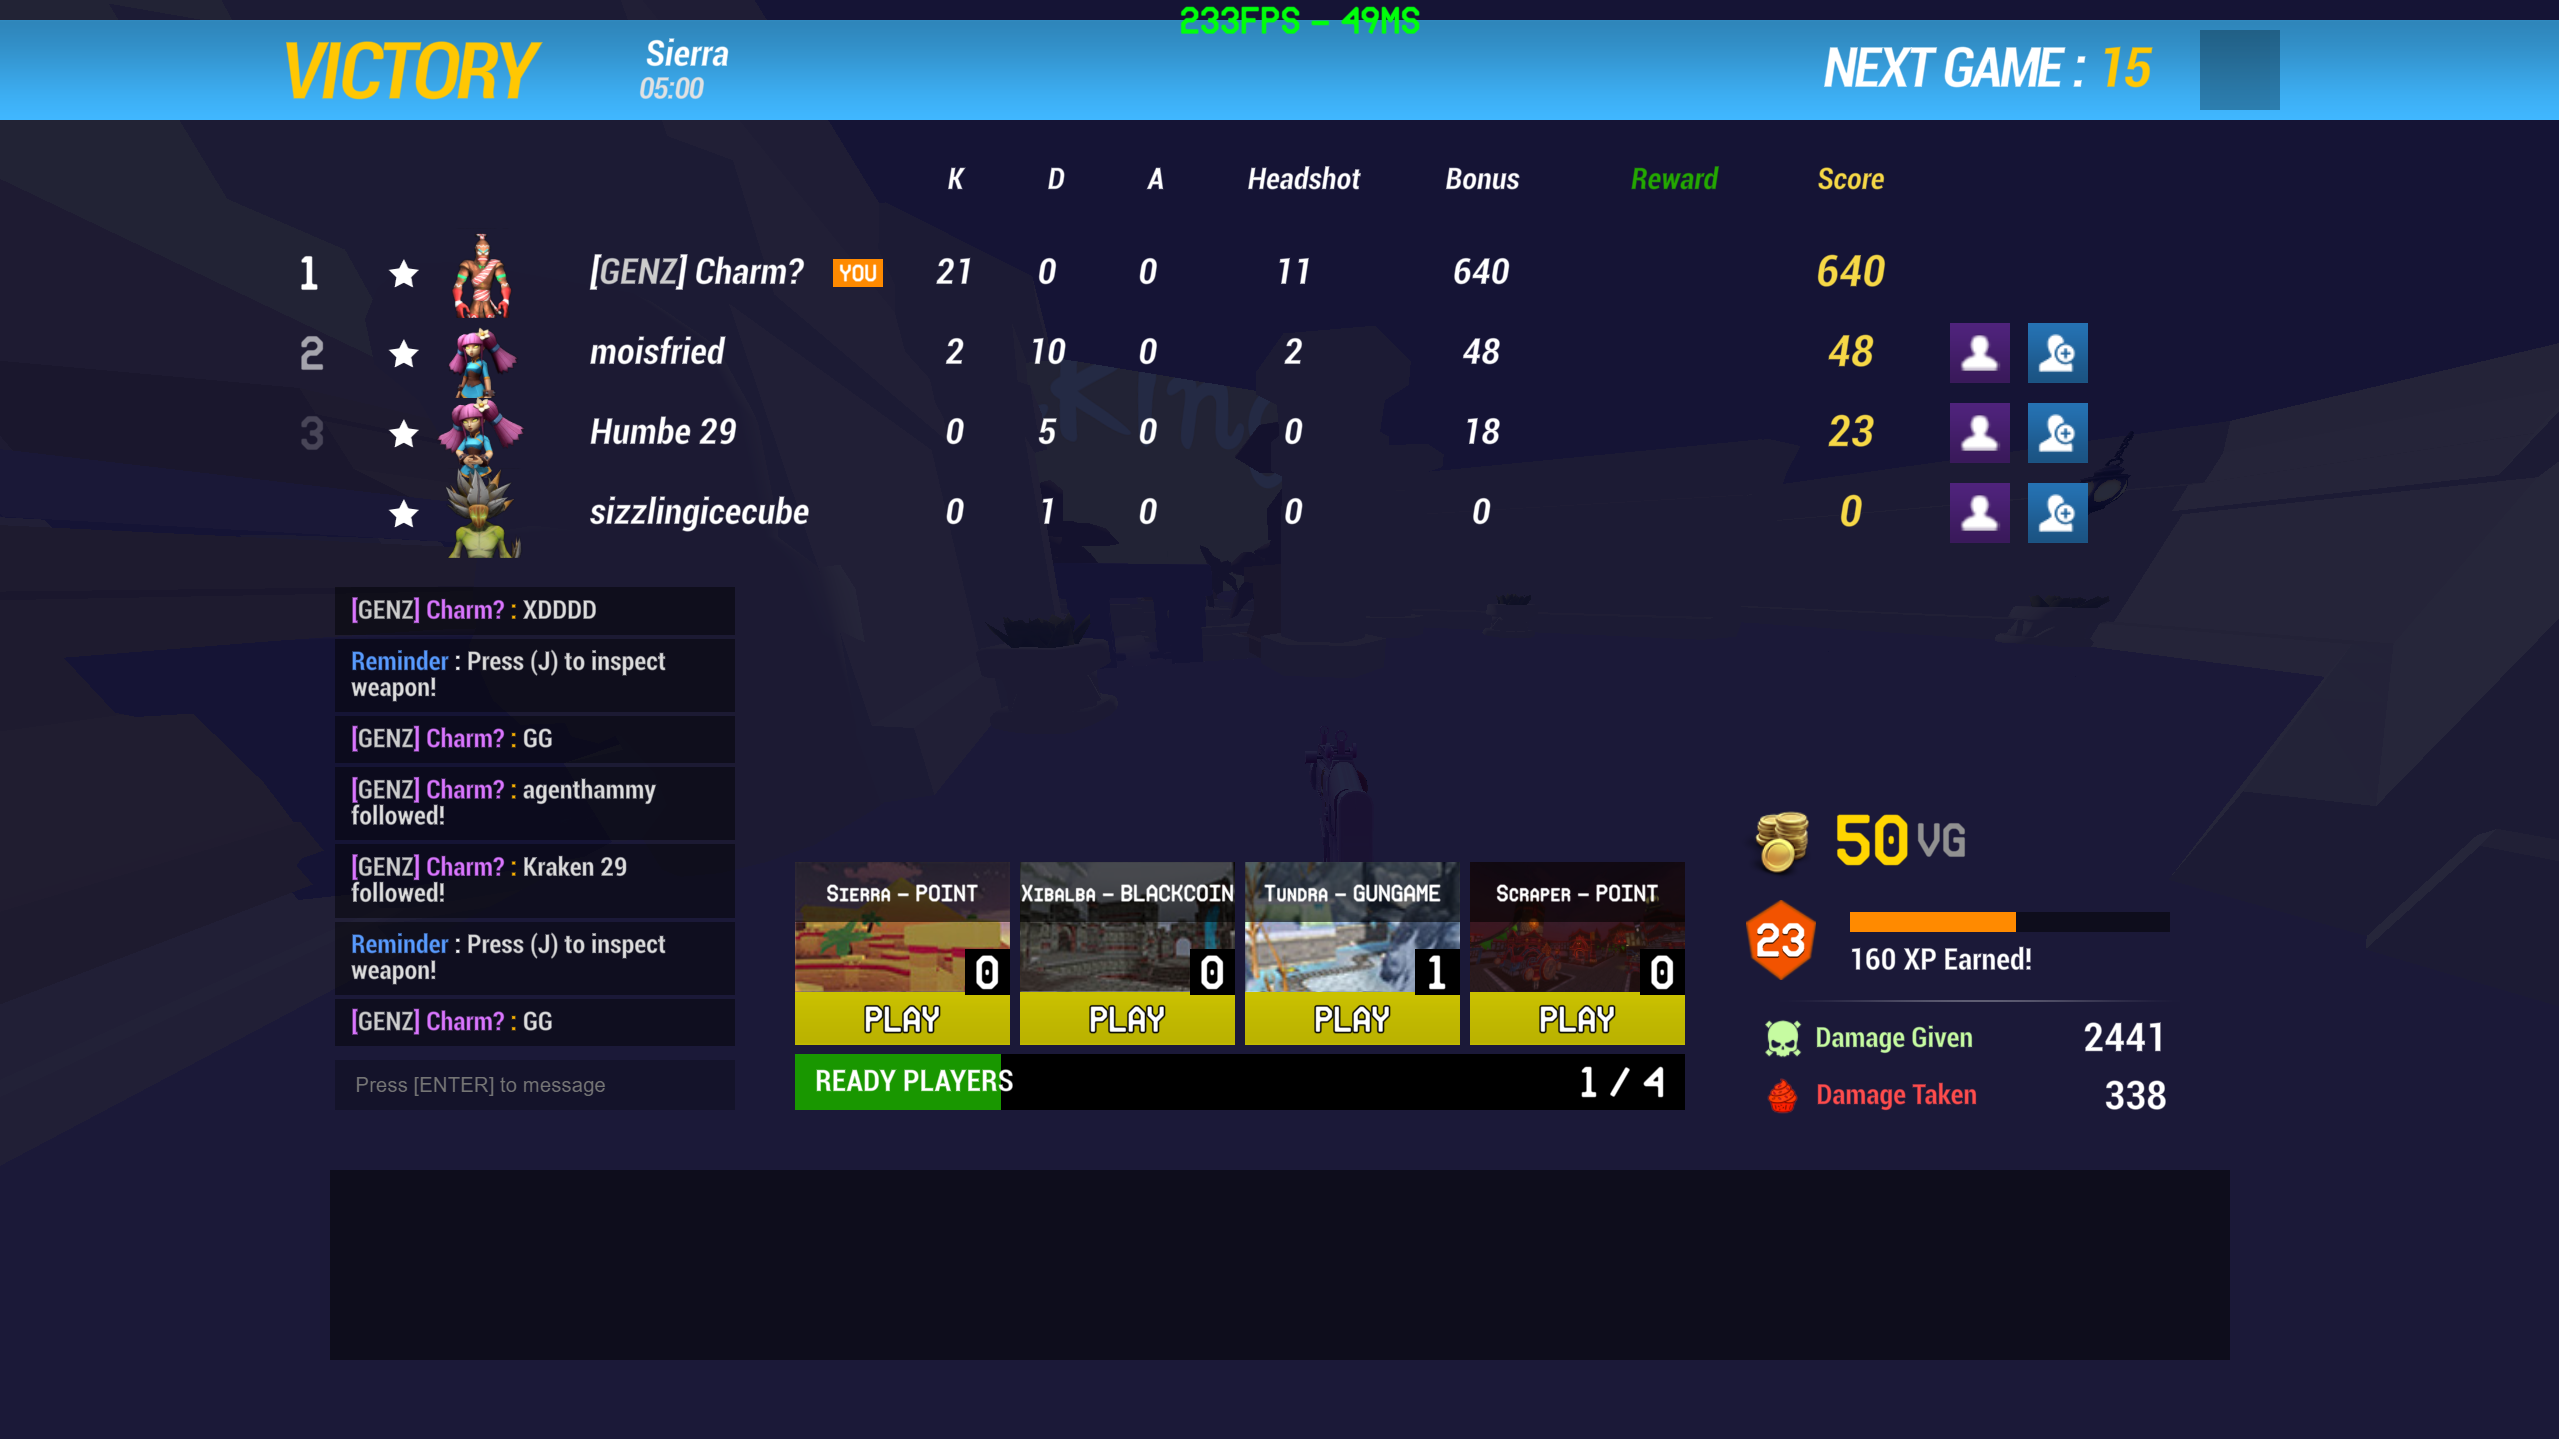 233FPS – 49MS
VICTORY
Sierra
05:00
NEXT GAME : 15
K D A Headshot Bonus Reward Score
1 [GENZ] Charm? YOU 21 0 0 11 640 640
2 moisfried 2 10 0 2 48 48
3 Humbe 29 0 5 0 0 18 23
sizzlingicecube 0 1 0 0 0 0
[GENZ] Charm? : XDDDD
Reminder : Press (J) to inspect
weapon!
[GENZ] Charm? : GG
[GENZ] Charm? : agenthammy
followed!
[GENZ] Charm? : Kraken 29
followed!
Reminder : Press (J) to inspect
weapon!
[GENZ] Charm? : GG
Press [ENTER] to message
Sierra – POINT
0
PLAY
Xibalba – BLACKCOIN
0
PLAY
Tundra – GUNGAME
1
PLAY
Scraper – POINT
0
PLAY
READY PLAYERS 1 / 4
50 VG
23
160 XP Earned!
Damage Given 2441
Damage Taken 338